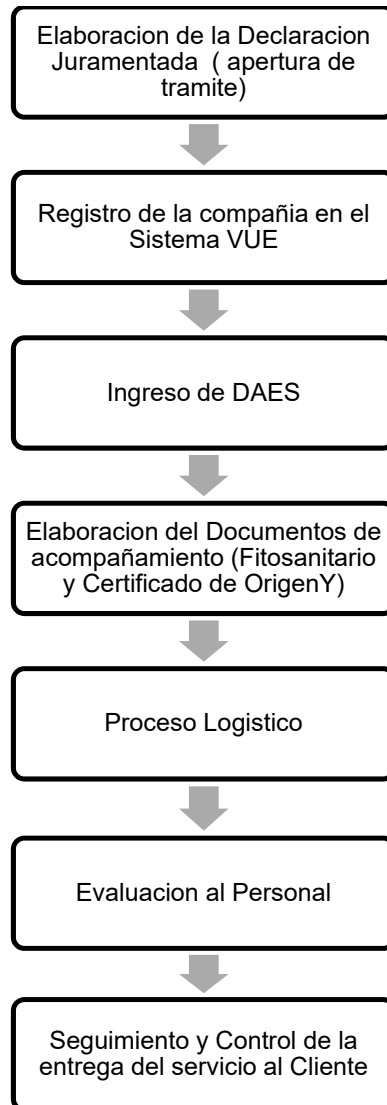 Elaboracion de la Declaracion
Juramentada  ( apertura de
tramite)
Registro de la compañia en el
Sistema VUE
Ingreso de DAES
Elaboracion del Documentos de
acompañamiento (Fitosanitario
y Certificado de OrigenY)
Proceso Logistico
Evaluacion al Personal
Seguimiento y Control de la
entrega del servicio al Cliente